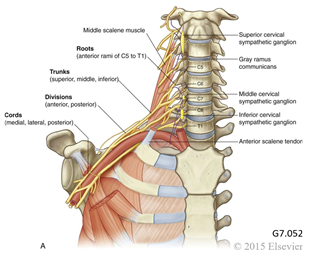 Middle scalene muscle
Roots
(anterior rami of C5 to T1)
Trunks
(superior, middle, inferior)
Divisions
(anterior, posterior)
Cords
(medial, lateral, posterior)
Superior cervical
sympathetic ganglion
Gray ramus
communicans
Middle cervical
sympathetic ganglion
Inferior cervical
sympathetic ganglion
Anterior scalene tendon
C5
C6
C7
C8
T1
A
G7.052
© 2015 Elsevier